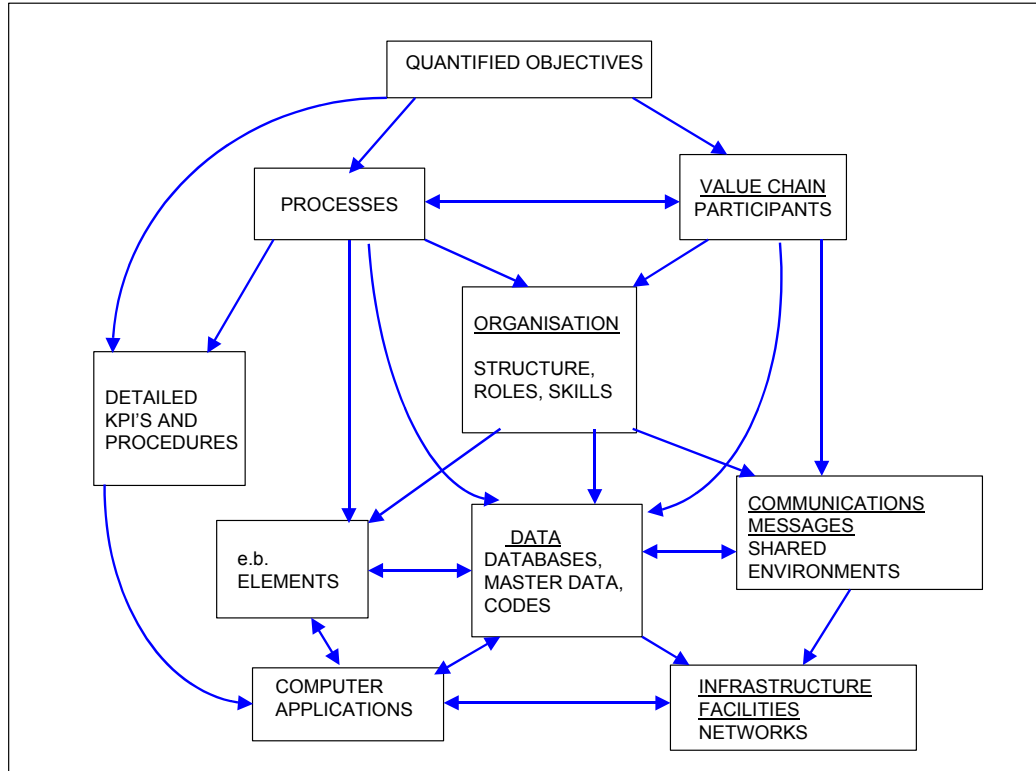 QUANTIFIED OBJECTIVES
PROCESSES
VALUE CHAIN
PARTICIPANTS
ORGANISATION
STRUCTURE,
ROLES, SKILLS
DETAILED
KPI'S AND
PROCEDURES
e.b.
ELEMENTS
DATA
DATABASES,
MASTER DATA,
CODES
COMMUNICATIONS
MESSAGES
SHARED
ENVIRONMENTS
COMPUTER
APPLICATIONS
INFRASTRUCTURE
FACILITIES
NETWORKS